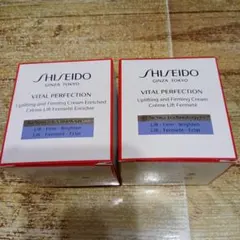 SHISEIDO
GINZA TOKYO
VITAL PERFECTION
Uplifting and Firming Cream Enriched
Crème Lift Fermeté Enrichie
Lift · Firm · Brighten
Lift · Fermeté · Éclat
SHISEIDO
GINZA TOKYO
VITAL PERFECTION
Uplifting and Firming Cream
Crème Lift Fermeté
Lift · Firm · Brighten
Lift · Fermeté · Éclat